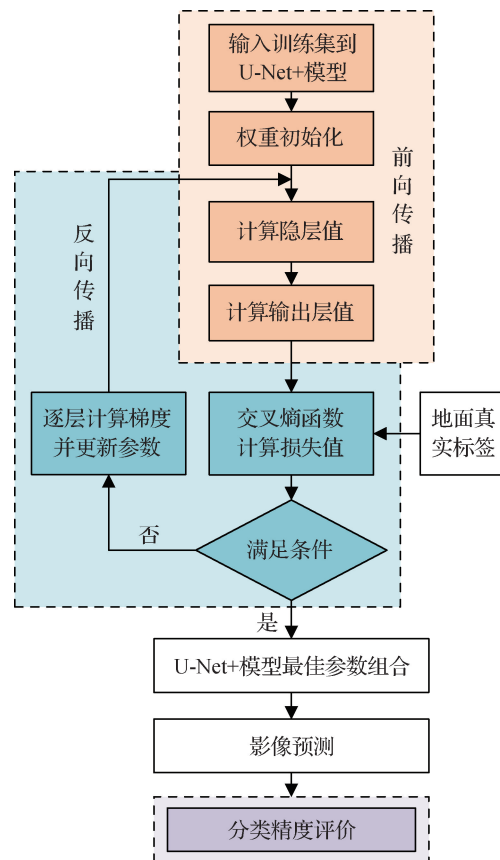 输入训练集到
U-Net+模型
权重初始化
前向传播
反向传播
计算隐层值
计算输出层值
逐层计算梯度
并更新参数
交叉熵函数
计算损失值
地面真
实标签
否
满足条件
是
U-Net+模型最佳参数组合
影像预测
分类精度评价